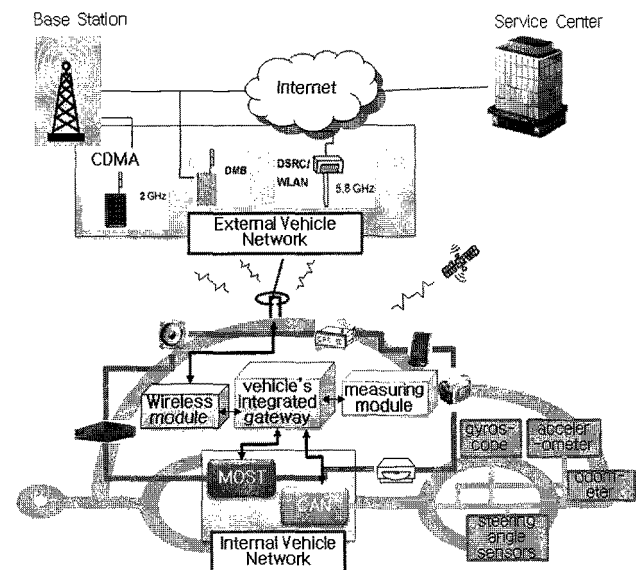 Base Station
Service Center
Internet
CDMA
2 GHz
DMB
DSRC/
WLAN
5.8 GHz
External Vehicle
Network
Wireless
module
vehicle's
integrated
gateway
measuring
module
gyros-
cope
acceler
-ometer
odom-
eter
MOST
CAN
steering
angle
sensors
Internal Vehicle
Network